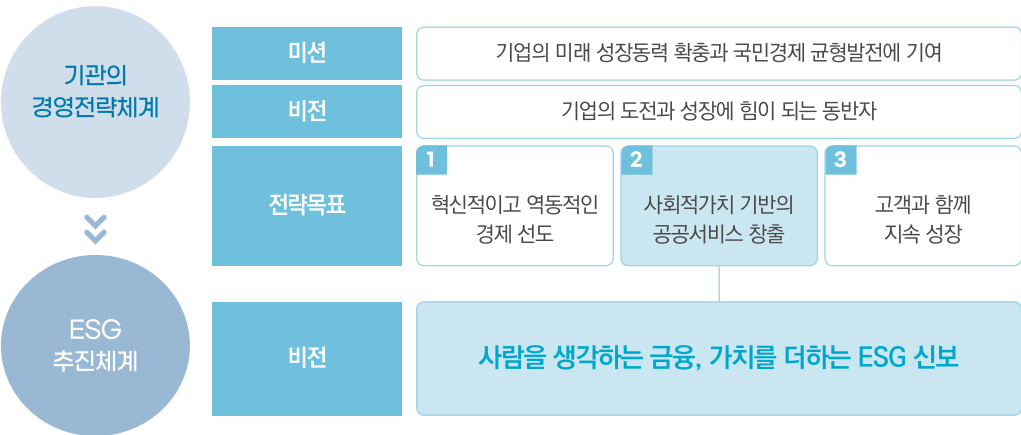 기관의
경영전략체계
미션
기업의 미래 성장동력 확충과 국민경제 균형발전에 기여
비전
기업의 도전과 성장에 힘이 되는 동반자
전략목표
1
혁신적이고 역동적인
경제 선도
2
사회적가치 기반의
공공서비스 창출
3
고객과 함께
지속 성장
ESG
추진체계
비전
사람을 생각하는 금융, 가치를 더하는 ESG 신보